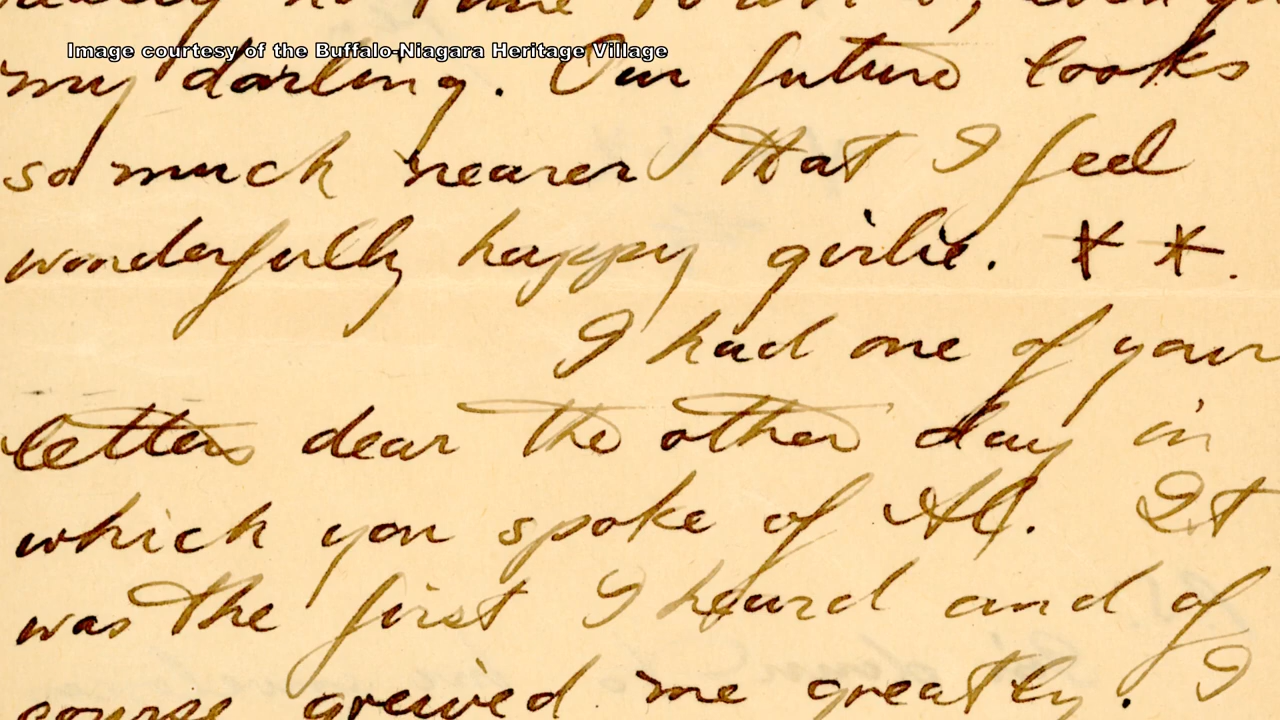 Image courtesy of the Buffalo-Niagara Heritage Village
my darling. Our future looks
so much nearer that I feel
wonderfully happy girlie. x x.
I had one of your
letters dear the other day in
which you spoke of Al. It
was the first I heard and of
course greived me greatly. I